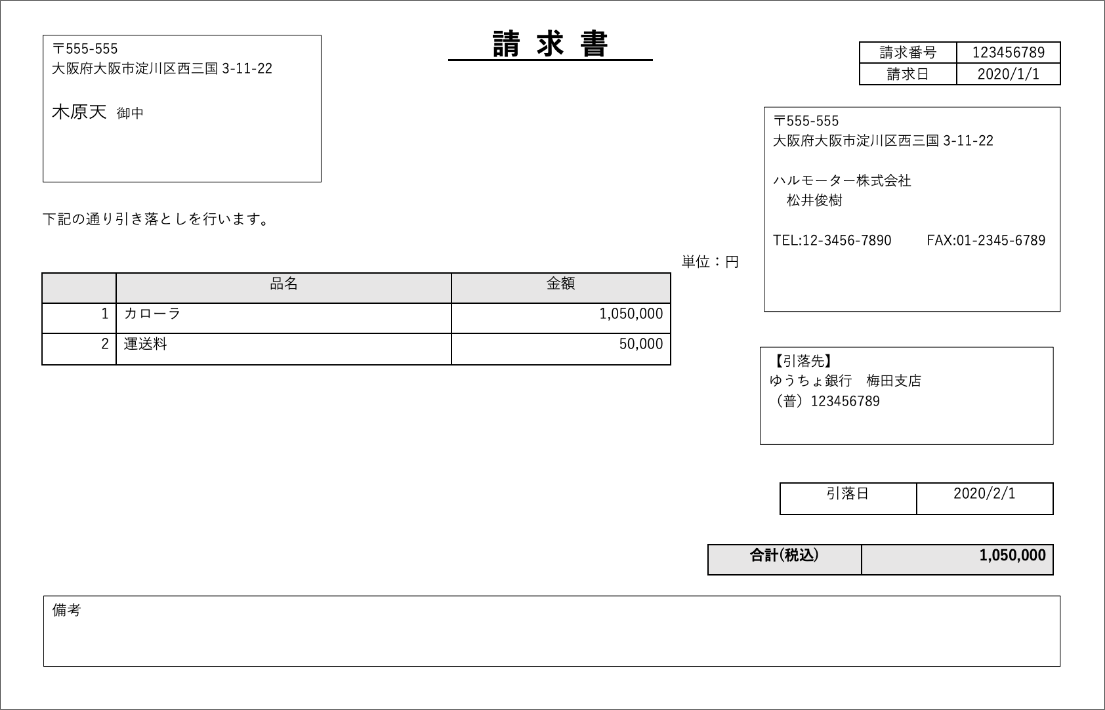 請求書
〒555-555
大阪府大阪市淀川区西三国 3-11-22
木原天 御中
請求番号 123456789
請求日 2020/1/1
〒555-555
大阪府大阪市淀川区西三国 3-11-22
ハルモーター株式会社
松井俊樹
TEL:12-3456-7890 FAX:01-2345-6789
下記の通り引き落としを行います。
単位：円
品名 金額
1 カローラ 1,050,000
2 運送料 50,000
【引落先】
ゆうちょ銀行 梅田支店
（普）123456789
引落日 2020/2/1
合計(税込) 1,050,000
備考